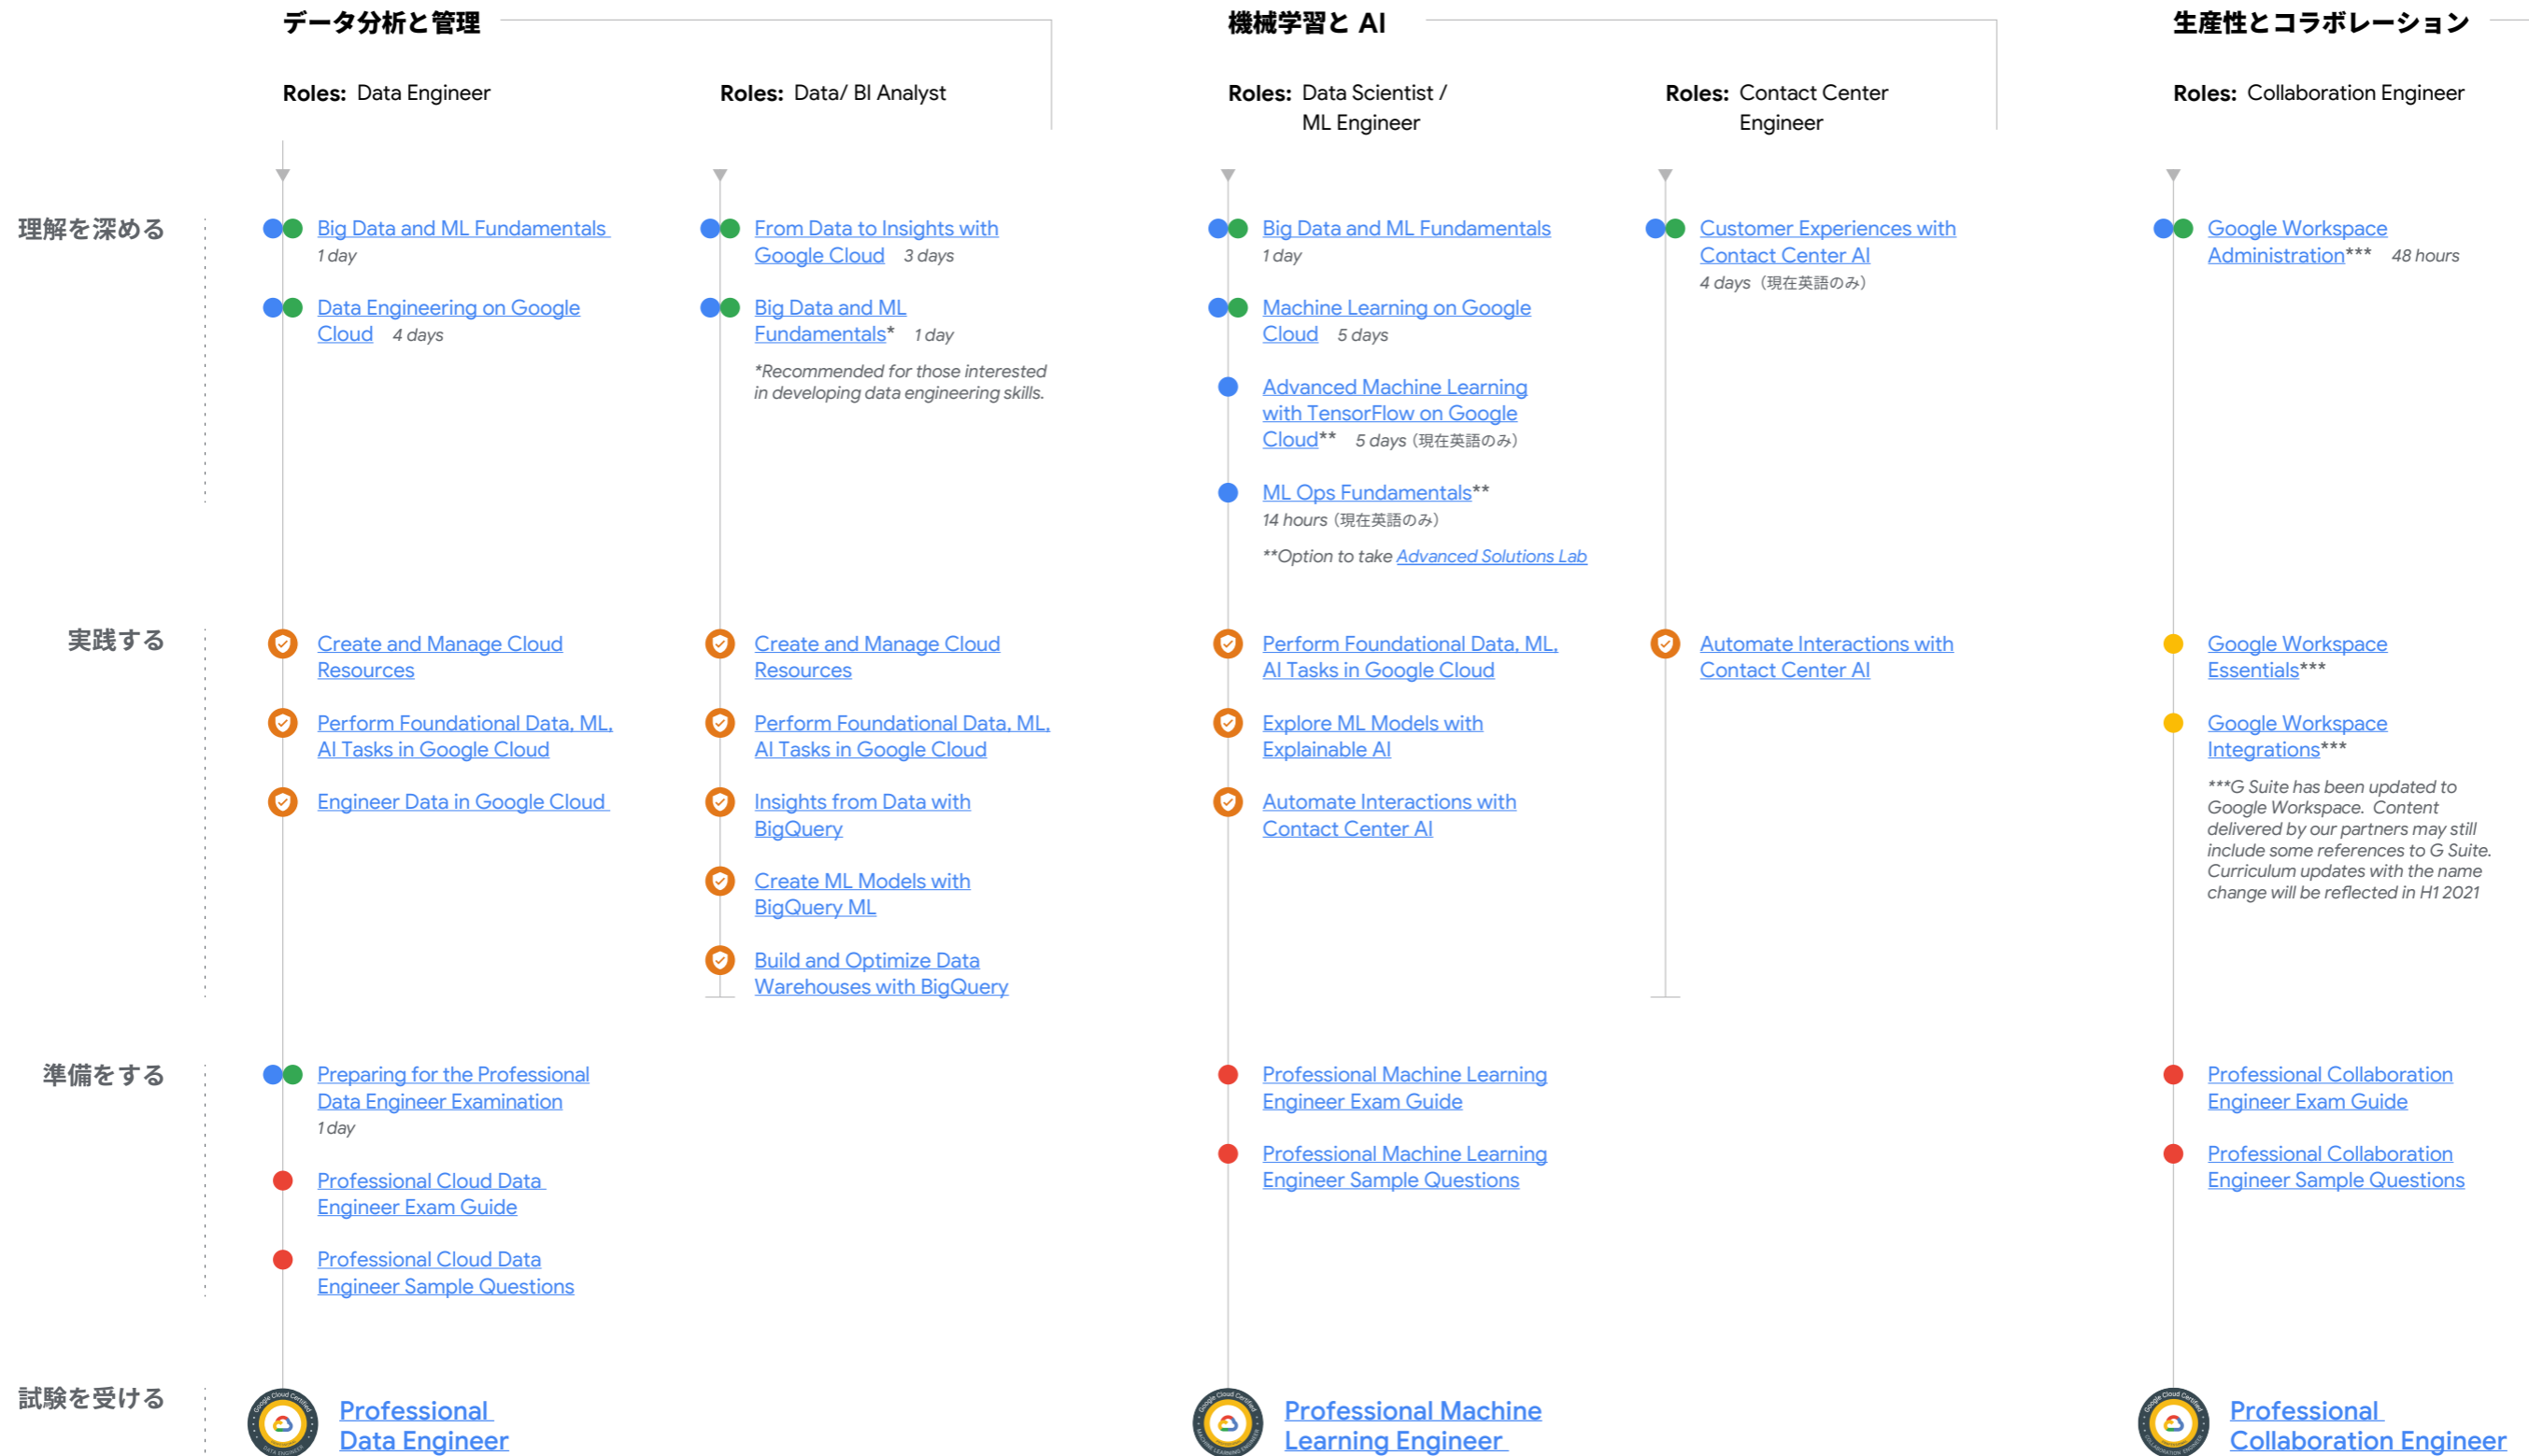 データ分析と管理
Roles: Data Engineer
Roles: Data/ BI Analyst
機械学習と AI
Roles: Data Scientist /
ML Engineer
Roles: Contact Center
Engineer
生産性とコラボレーション
Roles: Collaboration Engineer
理解を深める
Big Data and ML Fundamentals
1 day
Data Engineering on Google
Cloud 4 days
From Data to Insights with
Google Cloud 3 days
Big Data and ML
Fundamentals* 1 day
*Recommended for those interested
in developing data engineering skills.
Big Data and ML Fundamentals
1 day
Machine Learning on Google
Cloud 5 days
Advanced Machine Learning
with TensorFlow on Google
Cloud** 5 days（現在英語のみ）
ML Ops Fundamentals**
14 hours（現在英語のみ）
**Option to take Advanced Solutions Lab
Customer Experiences with
Contact Center AI
4 days（現在英語のみ）
Google Workspace
Administration*** 48 hours
実践する
Create and Manage Cloud
Resources
Perform Foundational Data, ML,
AI Tasks in Google Cloud
Engineer Data in Google Cloud
Create and Manage Cloud
Resources
Perform Foundational Data, ML,
AI Tasks in Google Cloud
Insights from Data with
BigQuery
Create ML Models with
BigQuery ML
Build and Optimize Data
Warehouses with BigQuery
Perform Foundational Data, ML,
AI Tasks in Google Cloud
Explore ML Models with
Explainable AI
Automate Interactions with
Contact Center AI
Automate Interactions with
Contact Center AI
Google Workspace
Essentials***
Google Workspace
Integrations***
***G Suite has been updated to
Google Workspace. Content
delivered by our partners may still
include some references to G Suite.
Curriculum updates with the name
change will be reflected in H1 2021
準備をする
Preparing for the Professional
Data Engineer Examination
1 day
Professional Cloud Data
Engineer Exam Guide
Professional Cloud Data
Engineer Sample Questions
Professional Machine Learning
Engineer Exam Guide
Professional Machine Learning
Engineer Sample Questions
Professional Collaboration
Engineer Exam Guide
Professional Collaboration
Engineer Sample Questions
試験を受ける
Google Cloud Certified
DATA ENGINEER
Professional
Data Engineer
Google Cloud Certified
MACHINE LEARNING ENGINEER
Professional Machine
Learning Engineer
Google Cloud Certified
COLLABORATION ENGINEER
Professional
Collaboration Engineer